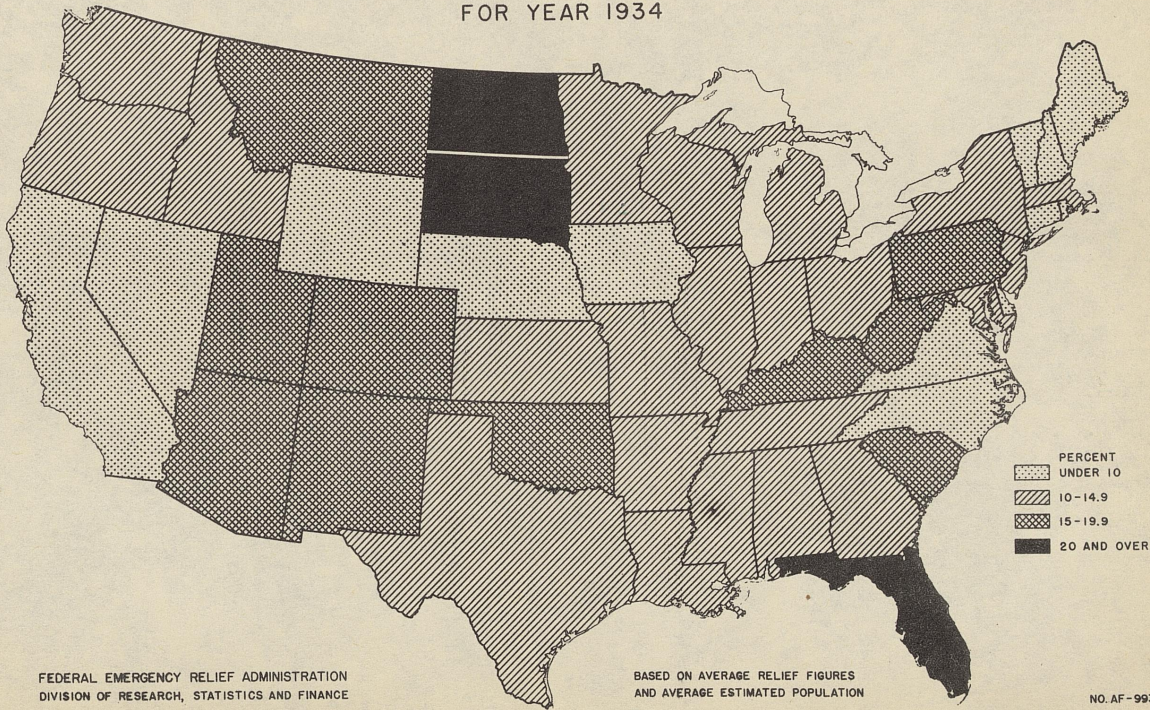 FOR YEAR 1934
PERCENT
UNDER 10
10-14.9
15-19.9
20 AND OVER
FEDERAL EMERGENCY RELIEF ADMINISTRATION
DIVISION OF RESEARCH, STATISTICS AND FINANCE
BASED ON AVERAGE RELIEF FIGURES
AND AVERAGE ESTIMATED POPULATION